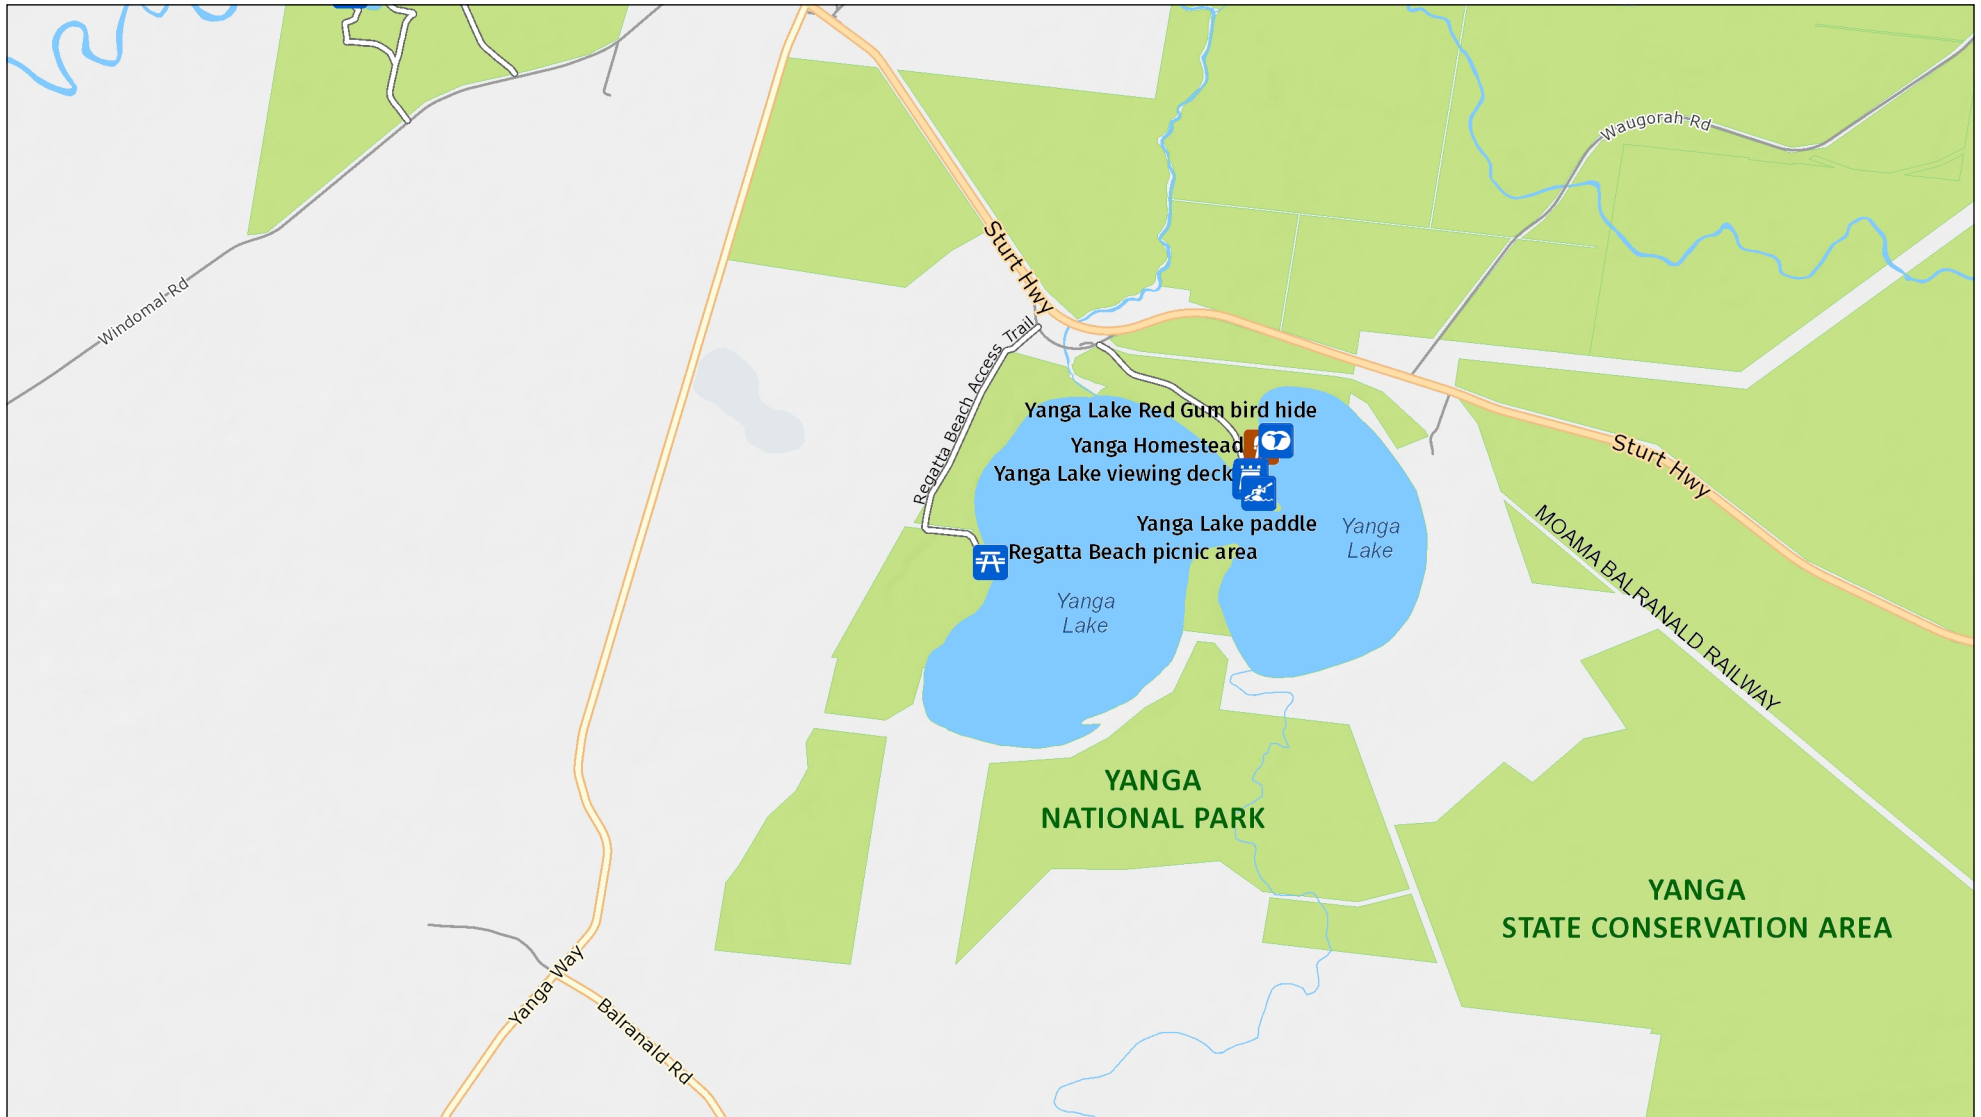 Waugorah Rd
Sturt Hwy
Windomal Rd
Regatta Beach Access Trail
Yanga Lake Red Gum bird hide
Yanga Homestead
Yanga Lake viewing deck
Sturt Hwy
Yanga Lake paddle
Yanga
Lake
Regatta Beach picnic area
MOAMA BALRANALD RAILWAY
Yanga
Lake
YANGA
NATIONAL PARK
YANGA
STATE CONSERVATION AREA
Yanga Way
Balranald Rd